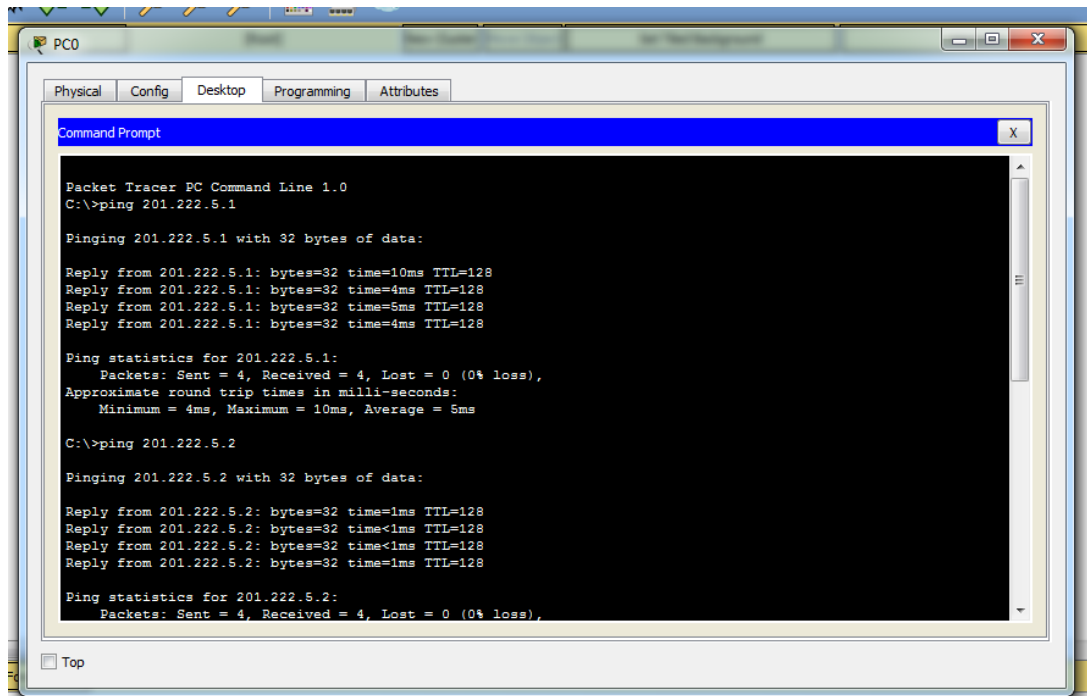 PC0
Physical
Config
Desktop
Programming
Attributes
Command Prompt
X
Packet Tracer PC Command Line 1.0
C:\>ping 201.222.5.1
Pinging 201.222.5.1 with 32 bytes of data:
Reply from 201.222.5.1: bytes=32 time=10ms TTL=128
Reply from 201.222.5.1: bytes=32 time=4ms TTL=128
Reply from 201.222.5.1: bytes=32 time=5ms TTL=128
Reply from 201.222.5.1: bytes=32 time=4ms TTL=128
Ping statistics for 201.222.5.1:
Packets: Sent = 4, Received = 4, Lost = 0 (0% loss),
Approximate round trip times in milli-seconds:
Minimum = 4ms, Maximum = 10ms, Average = 5ms
C:\>ping 201.222.5.2
Pinging 201.222.5.2 with 32 bytes of data:
Reply from 201.222.5.2: bytes=32 time=1ms TTL=128
Reply from 201.222.5.2: bytes=32 time<1ms TTL=128
Reply from 201.222.5.2: bytes=32 time<1ms TTL=128
Reply from 201.222.5.2: bytes=32 time=1ms TTL=128
Ping statistics for 201.222.5.2:
Packets: Sent = 4, Received = 4, Lost = 0 (0% loss),
Top